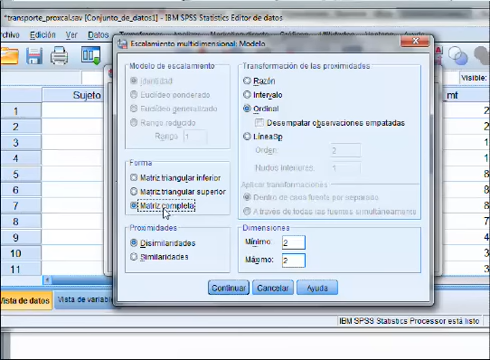 *transporte_proxcal.sav [Conjunto_de_datos1] - IBM SPSS Statistics Editor de datos
Archivo Edición Ver Datos
Escalamiento multidimensional: Modelo
Visible:
Sujeto
mt
1
2
3
4
5
6
7
8
9
10
11
Modelo de escalamiento
Identidad
Euclídeo ponderado
Euclídeo generalizado
Rango reducido
Rango: 1
Forma
Matriz triangular inferior
Matriz triangular superior
Matriz completa
Proximidades
Disimilaridades
Similaridades
Transformación de las proximidades
Razón
Intervalo
Ordinal
Desempatar observaciones empatadas
LíneaSp
Orden: 2
Nudos interiores: 1
Aplicar transformaciones
Dentro de cada fuente por separado
A través de todas las fuentes simultáneamente
Dimensiones
Mínimo: 2
Máximo: 2
Continuar Cancelar Ayuda
Vista de datos Vista de variable
IBM SPSS Statistics Processor está listo